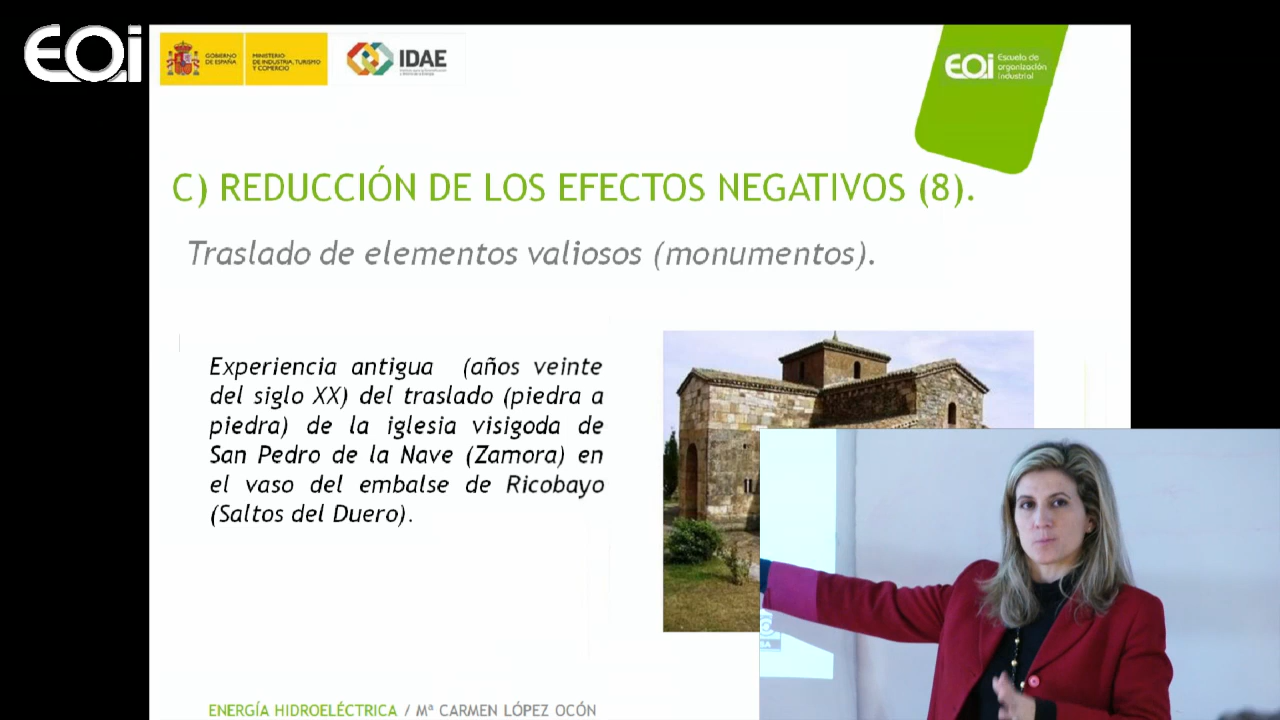 EOi
GOBIERNO
DE ESPAÑA
MINISTERIO
DE INDUSTRIA, TURISMO
Y COMERCIO
IDAE
EOi
Escuela de
organización
industrial
C) REDUCCIÓN DE LOS EFECTOS NEGATIVOS (8).
Traslado de elementos valiosos (monumentos).
Experiencia antigua (años veinte
del siglo XX) del traslado (piedra a
piedra) de la iglesia visigoda de
San Pedro de la Nave (Zamora) en
el vaso del embalse de Ricobayo
(Saltos del Duero).
ENERGÍA HIDROELÉCTRICA / Mª CARMEN LÓPEZ OCÓN